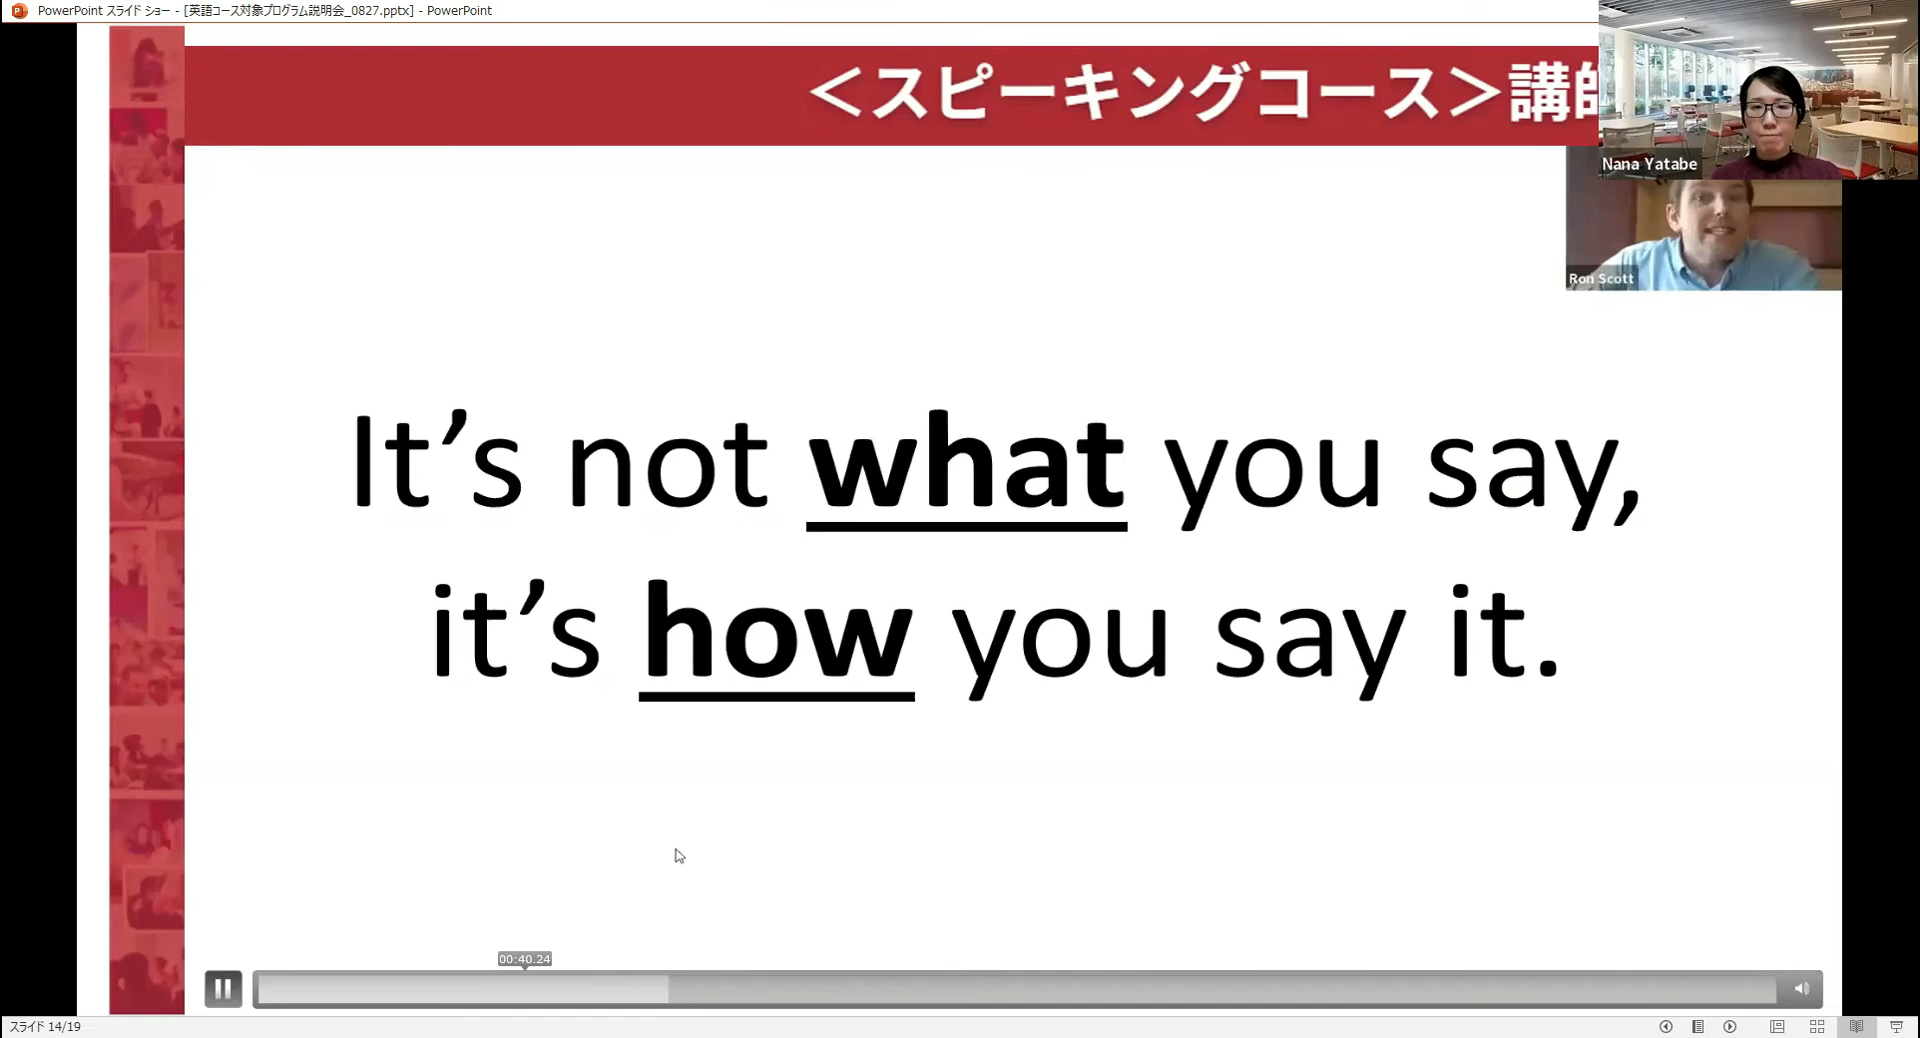 PowerPoint スライド ショー - [英語コース対象プログラム説明会_0827.pptx] - PowerPoint
＜スピーキングコース＞講師
Nana Yatabe
Ron Scott
It's not what you say,
it's how you say it.
00:40.24
スライド 14/19